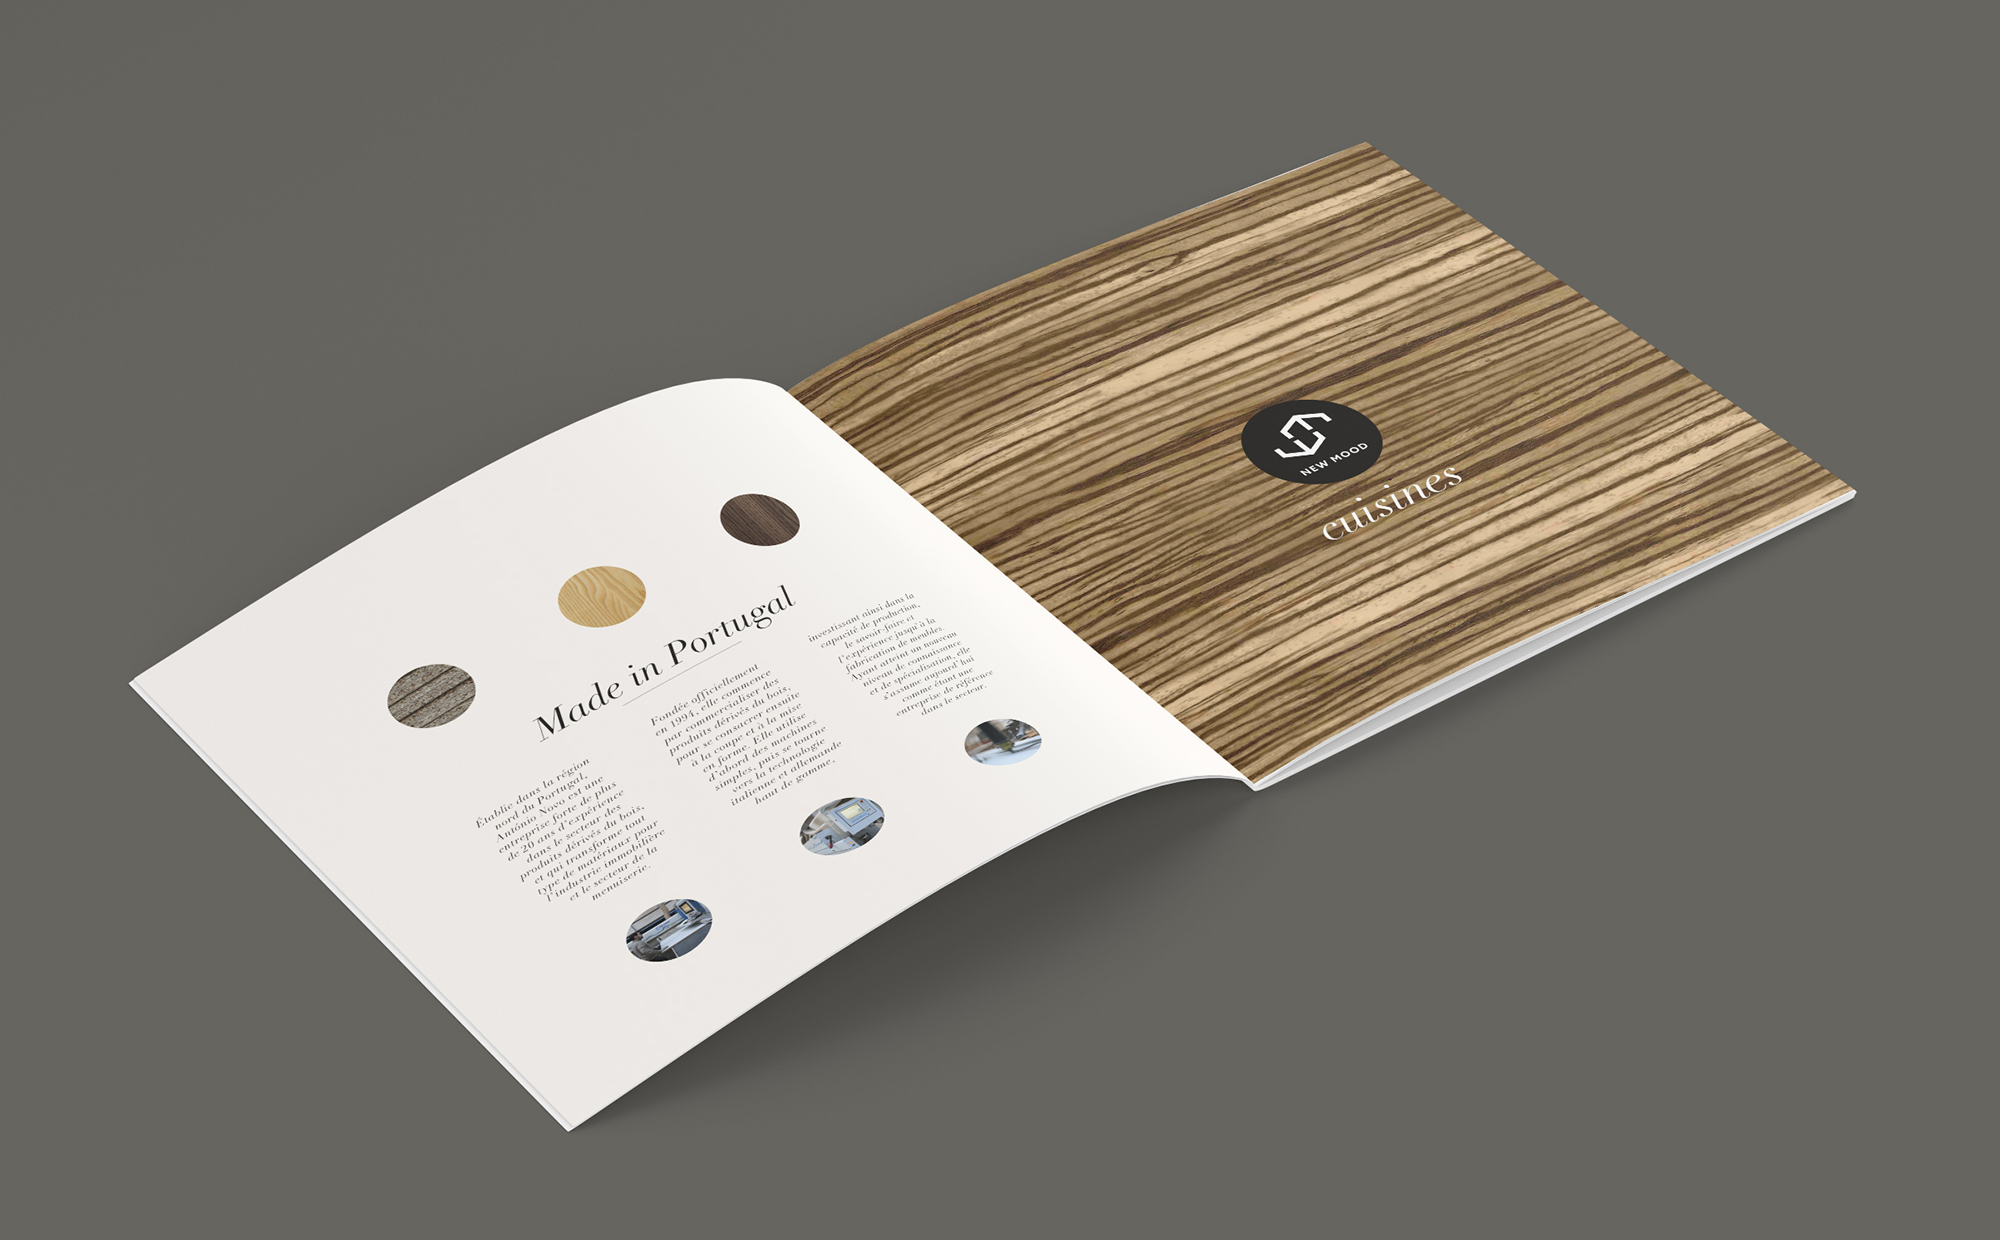 Made in Portugal
Établie dans la région
nord du Portugal,
António Novo est une
entreprise forte de plus
de 20 ans d'expérience
dans le secteur des
produits dérivés du bois,
et qui transforme tout
type de matériaux pour
l'industrie immobilière
et le secteur de la
menuiserie.
Fondée officiellement
en 1994, elle commence
par commercialiser des
produits dérivés du bois,
pour se consacrer ensuite
à la coupe et à la mise
en forme. Elle utilise
d'abord des machines
simples, puis se tourne
vers la technologie
italienne et allemande
haut de gamme,
investissant ainsi dans la
capacité de production,
le savoir-faire et
l'expérience jusqu'à la
fabrication de meubles.
Ayant atteint un nouveau
niveau de connaissance
et de spécialisation, elle
s'assume aujourd'hui
comme étant une
entreprise de référence
dans le secteur.
NEW MOOD
cuisines